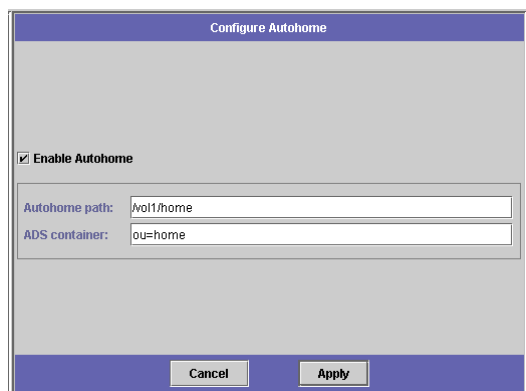 Configure Autohome
Enable Autohome
Autohome path: /vol1/home
ADS container: ou=home
Cancel Apply